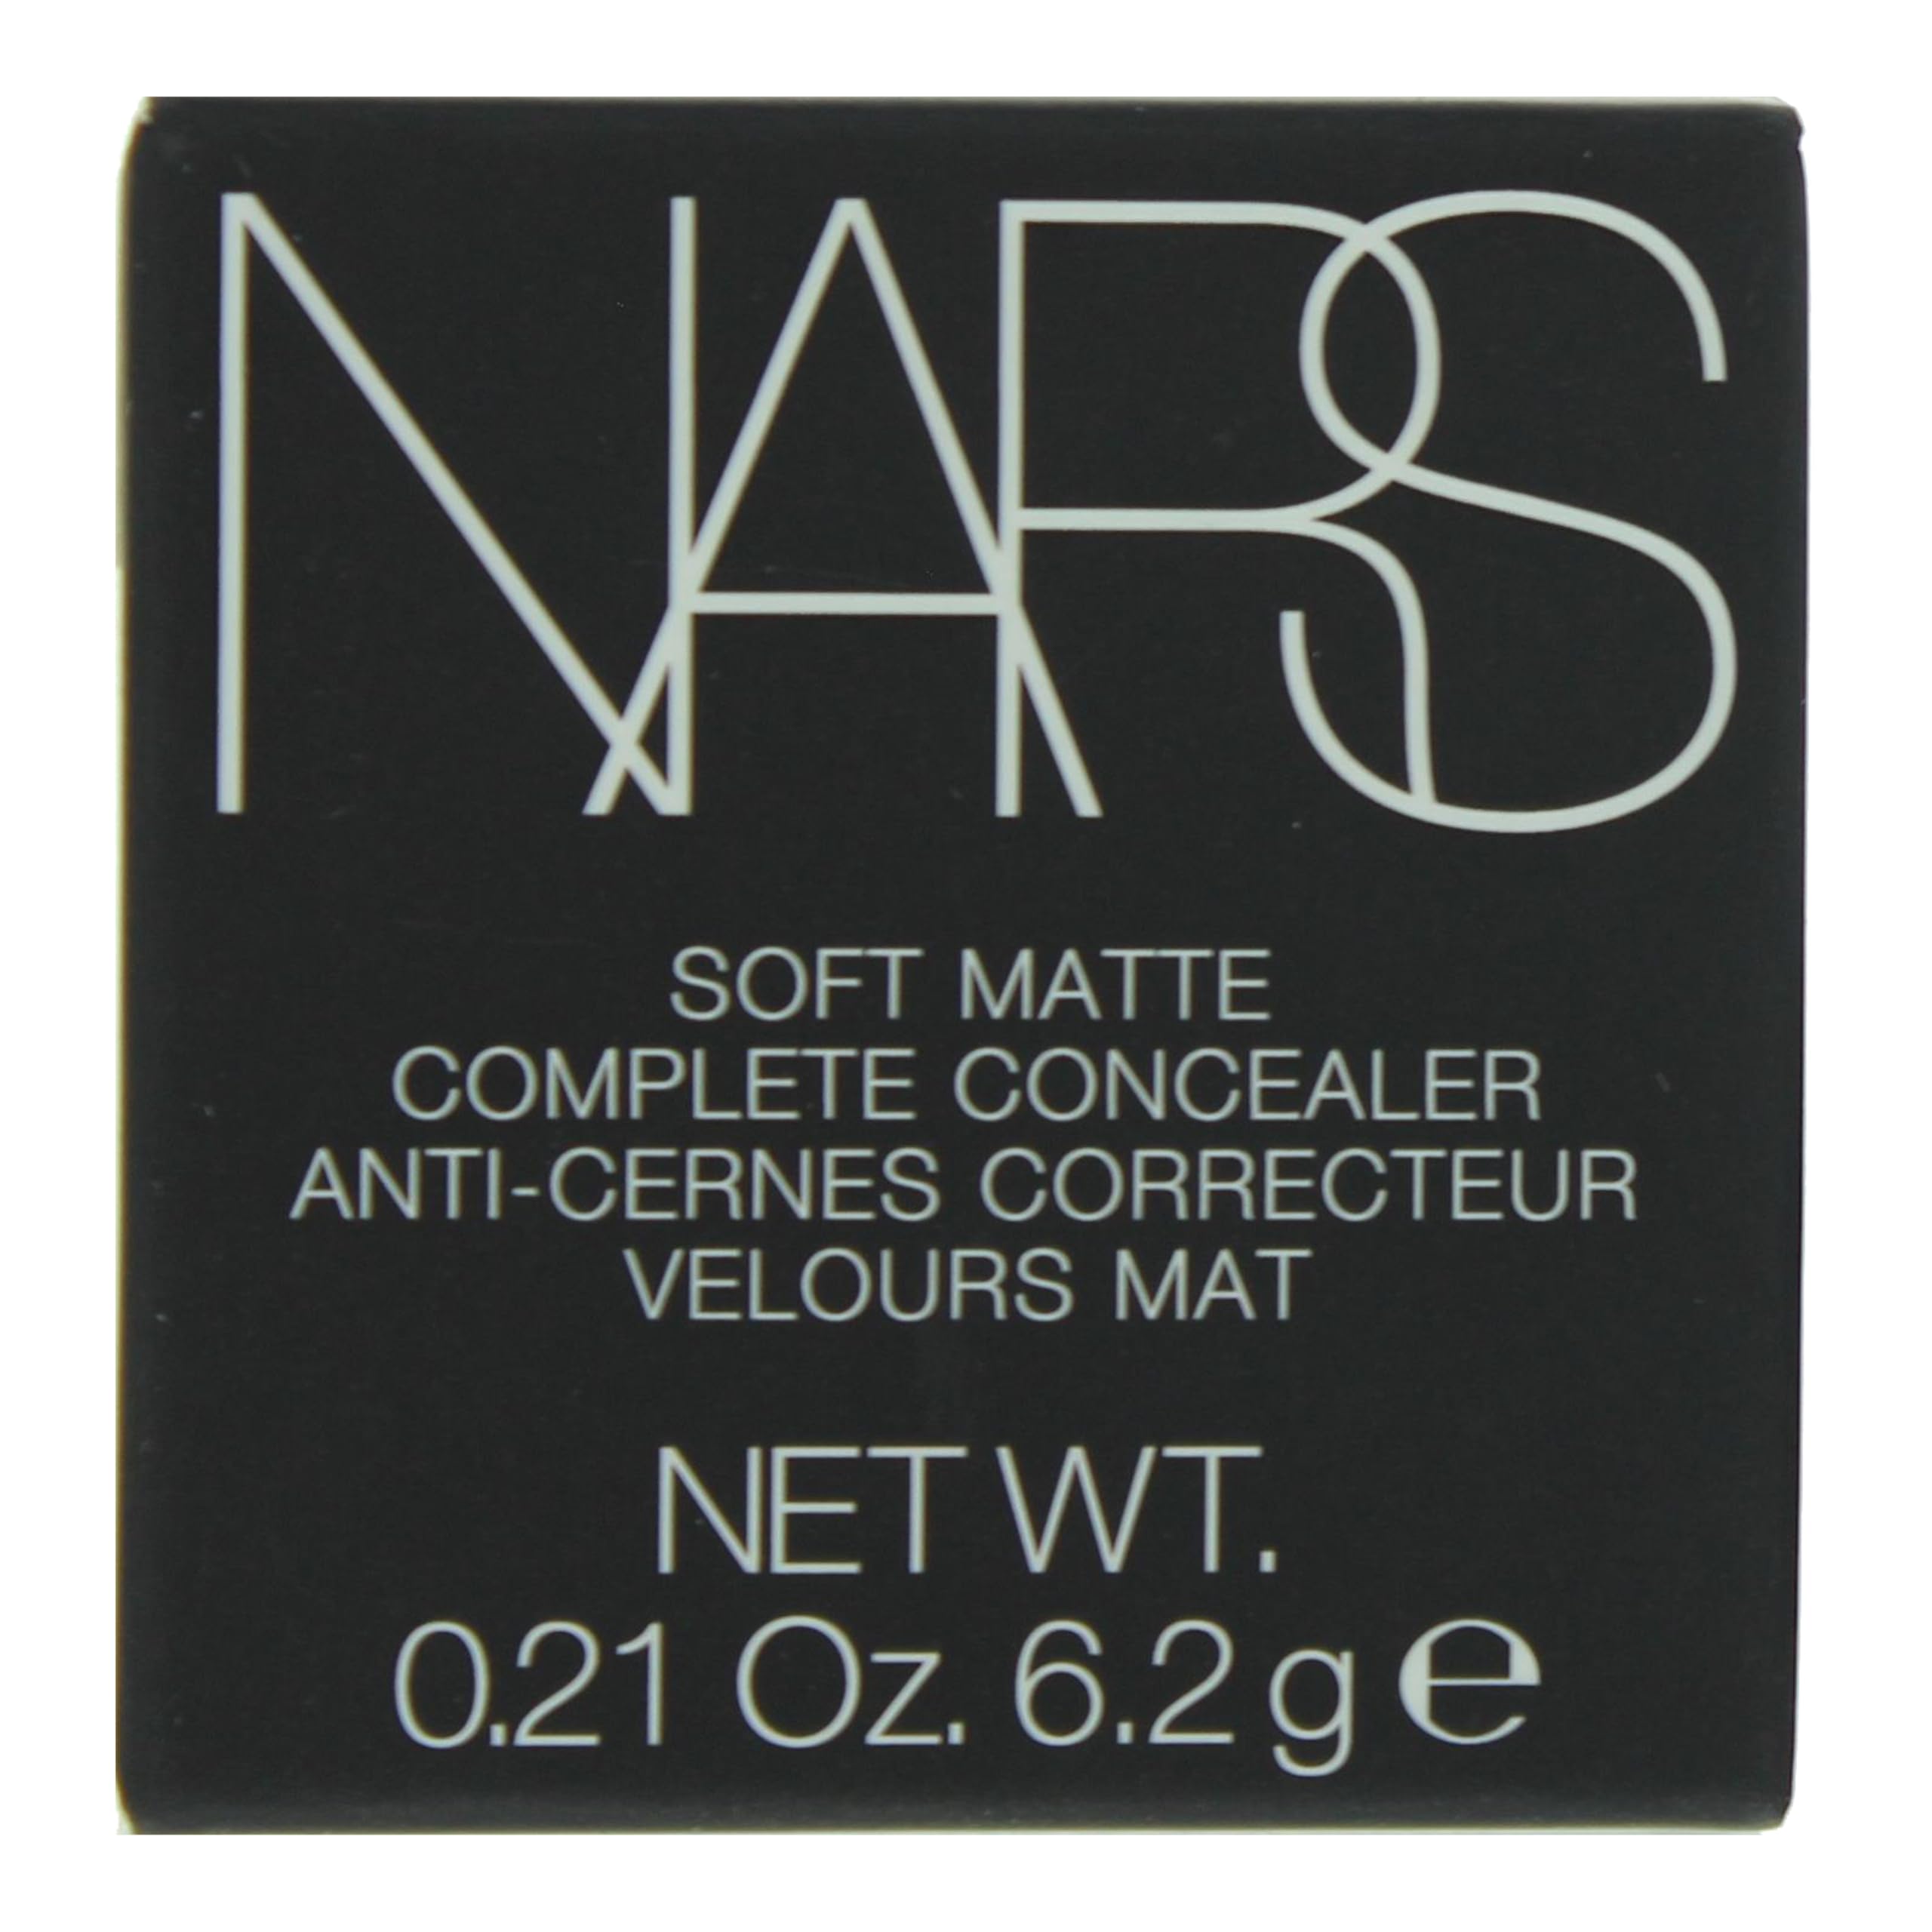 NARS
SOFT MATTE
COMPLETE CONCEALER
ANTI-CERNES CORRECTEUR
VELOURS MAT
NET WT.
0.21 Oz. 6.2 g ℮